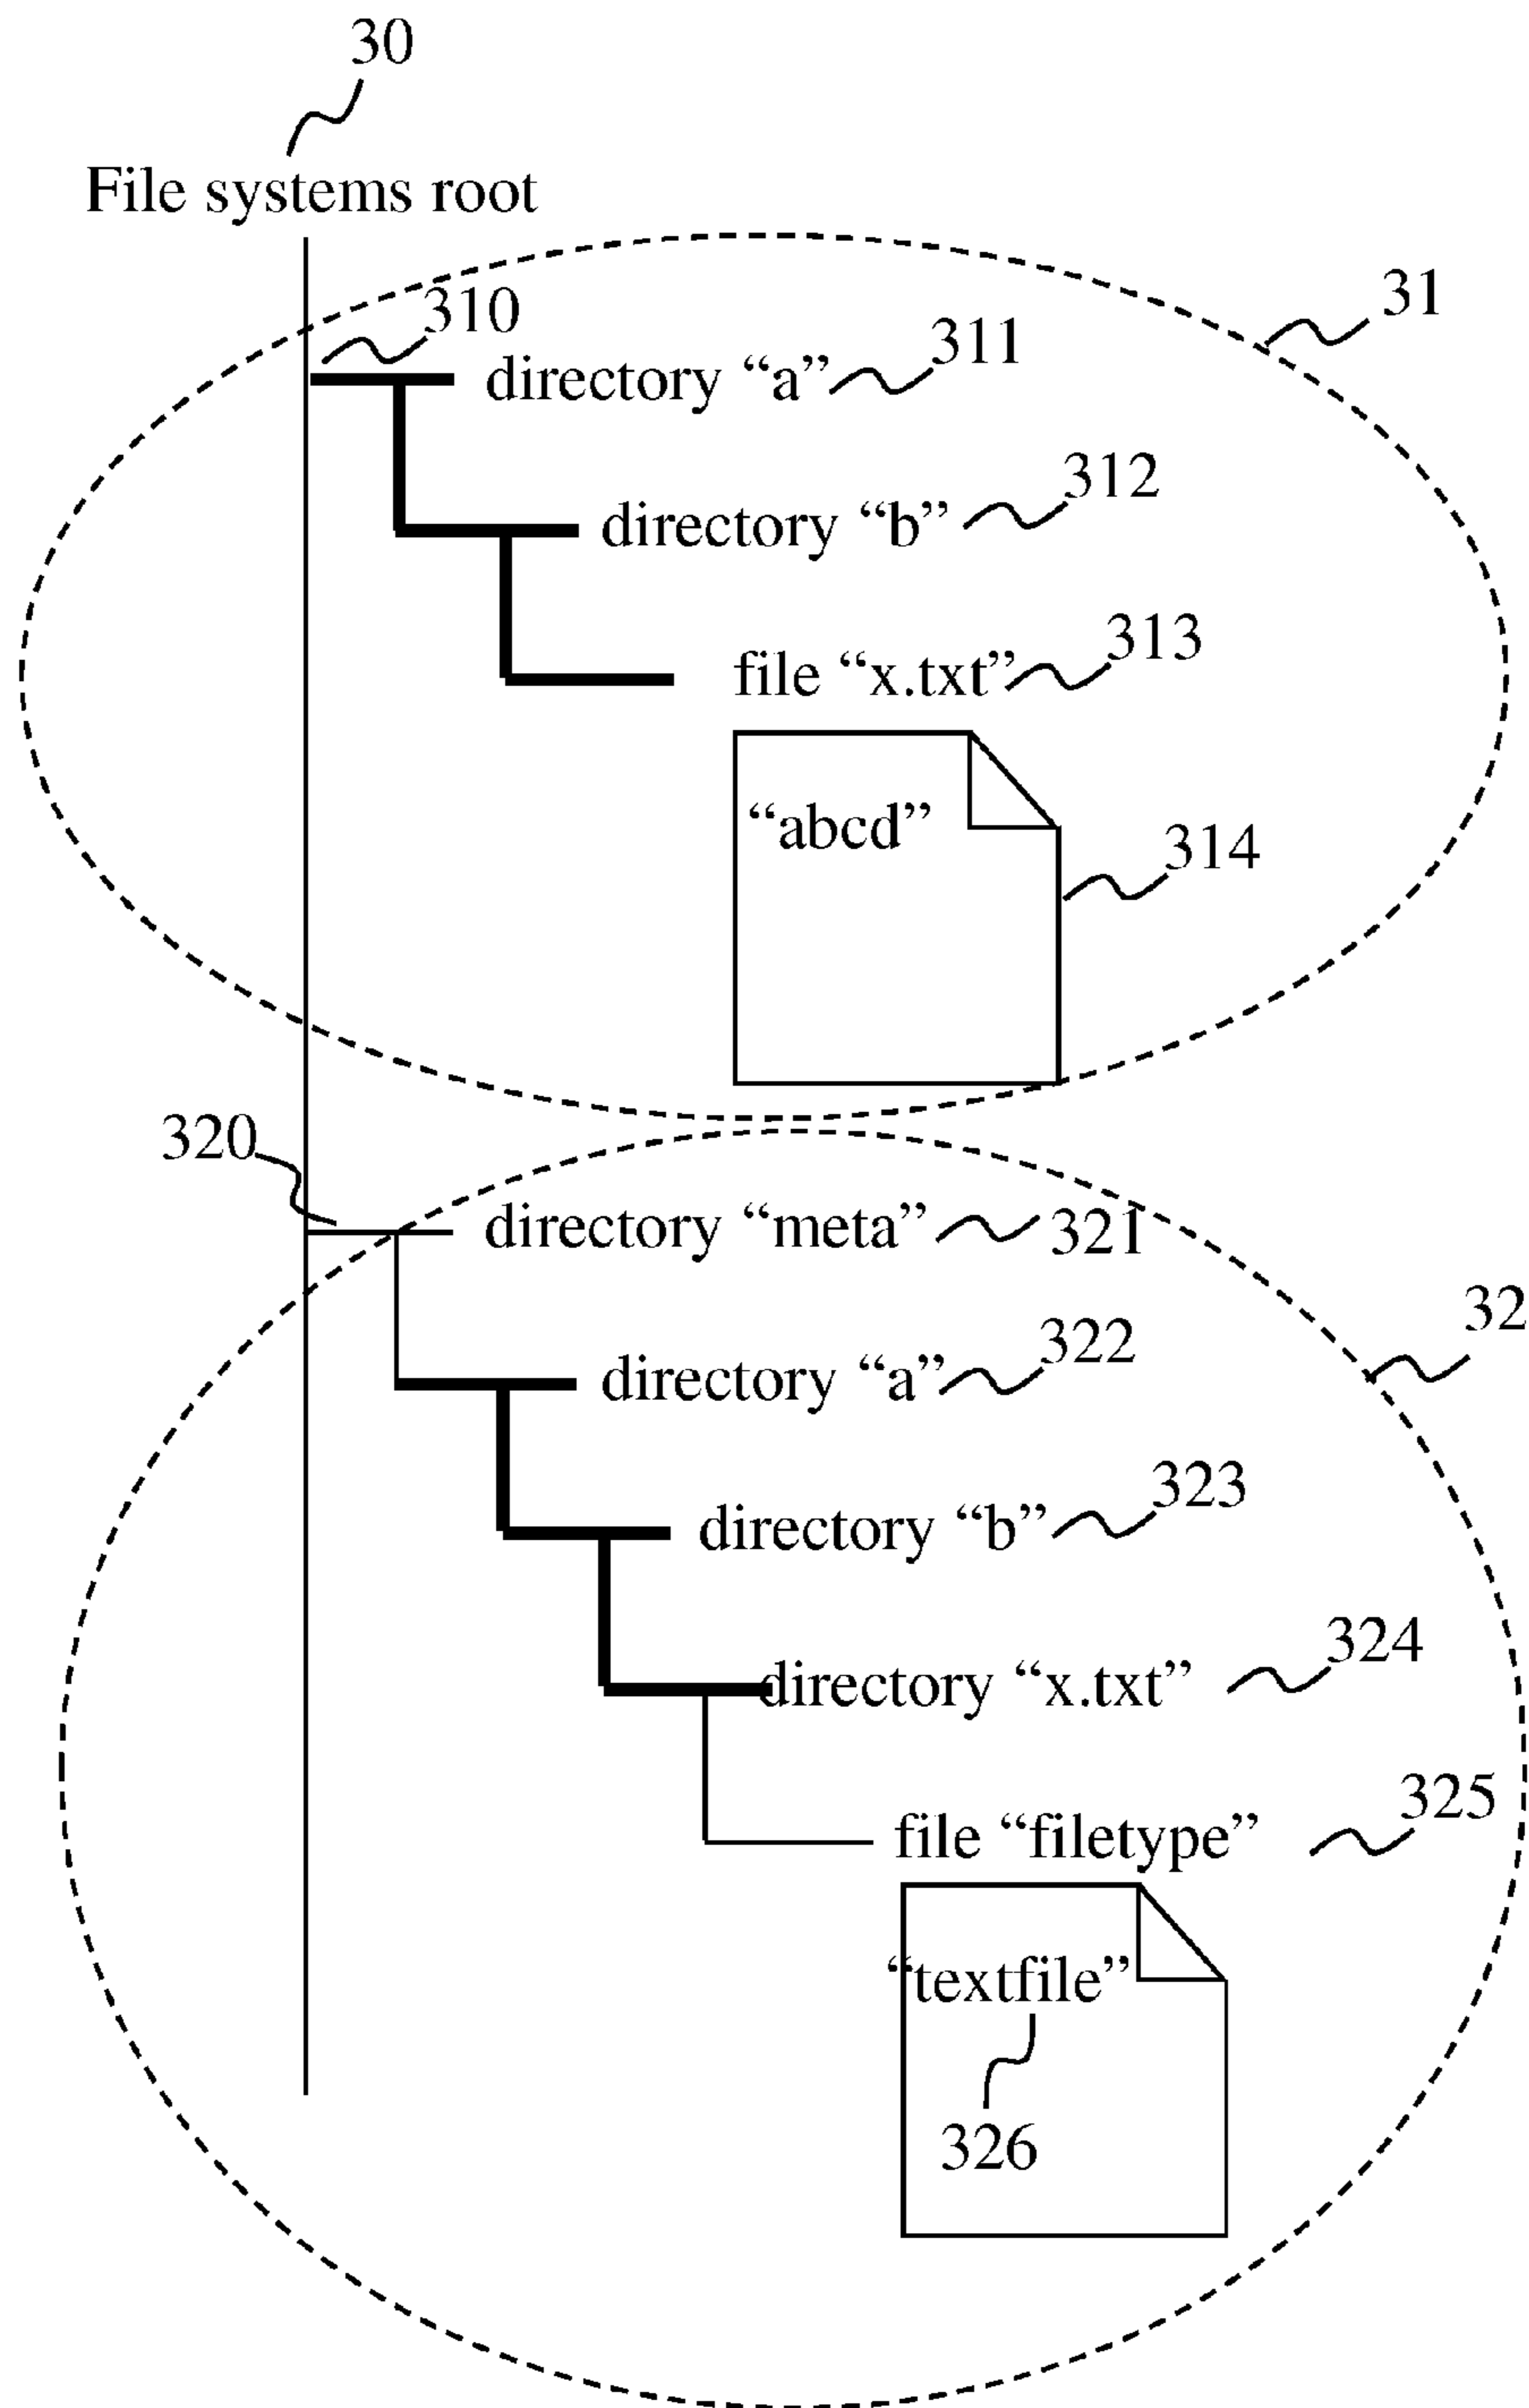 30
File systems root
31
310
directory “a” 311
directory “b” 312
file “x.txt” 313
“abcd”
314
320
directory “meta” 321
32
directory “a” 322
directory “b” 323
directory “x.txt” 324
file “filetype” 325
“textfile”
326